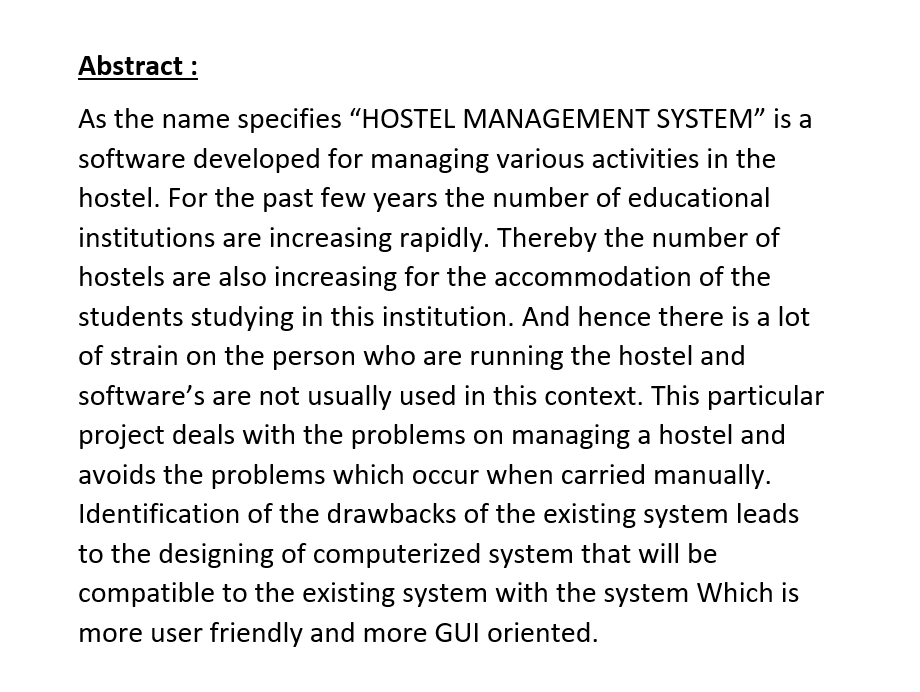 Abstract :
As the name specifies “HOSTEL MANAGEMENT SYSTEM” is a
software developed for managing various activities in the
hostel. For the past few years the number of educational
institutions are increasing rapidly. Thereby the number of
hostels are also increasing for the accommodation of the
students studying in this institution. And hence there is a lot
of strain on the person who are running the hostel and
software’s are not usually used in this context. This particular
project deals with the problems on managing a hostel and
avoids the problems which occur when carried manually.
Identification of the drawbacks of the existing system leads
to the designing of computerized system that will be
compatible to the existing system with the system Which is
more user friendly and more GUI oriented.